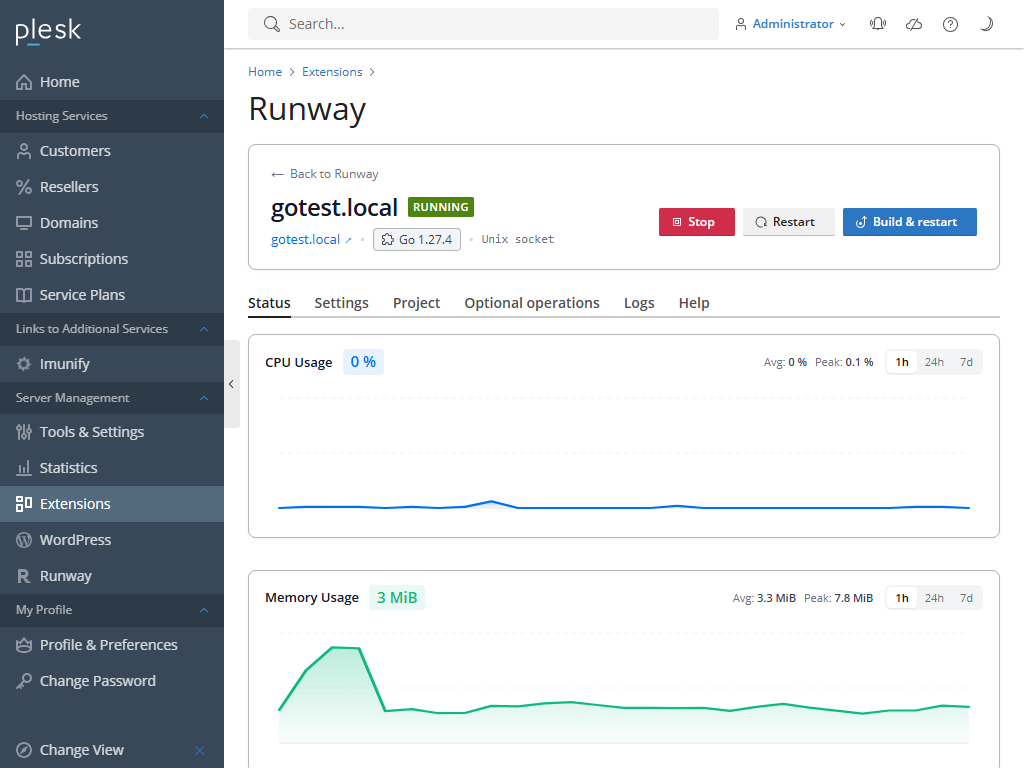 plesk
Search...
Administrator
Home
Hosting Services
Customers
Resellers
Domains
Subscriptions
Service Plans
Links to Additional Services
Imunify
Server Management
Tools & Settings
Statistics
Extensions
WordPress
Runway
My Profile
Profile & Preferences
Change Password
Change View
Home > Extensions >
Runway
← Back to Runway
gotest.local RUNNING
Stop Restart Build & restart
gotest.local ↗ • Go 1.27.4 • Unix socket
Status Settings Project Optional operations Logs Help
CPU Usage 0 % Avg: 0 % Peak: 0.1 % 1h 24h 7d
Memory Usage 3 MiB Avg: 3.3 MiB Peak: 7.8 MiB 1h 24h 7d